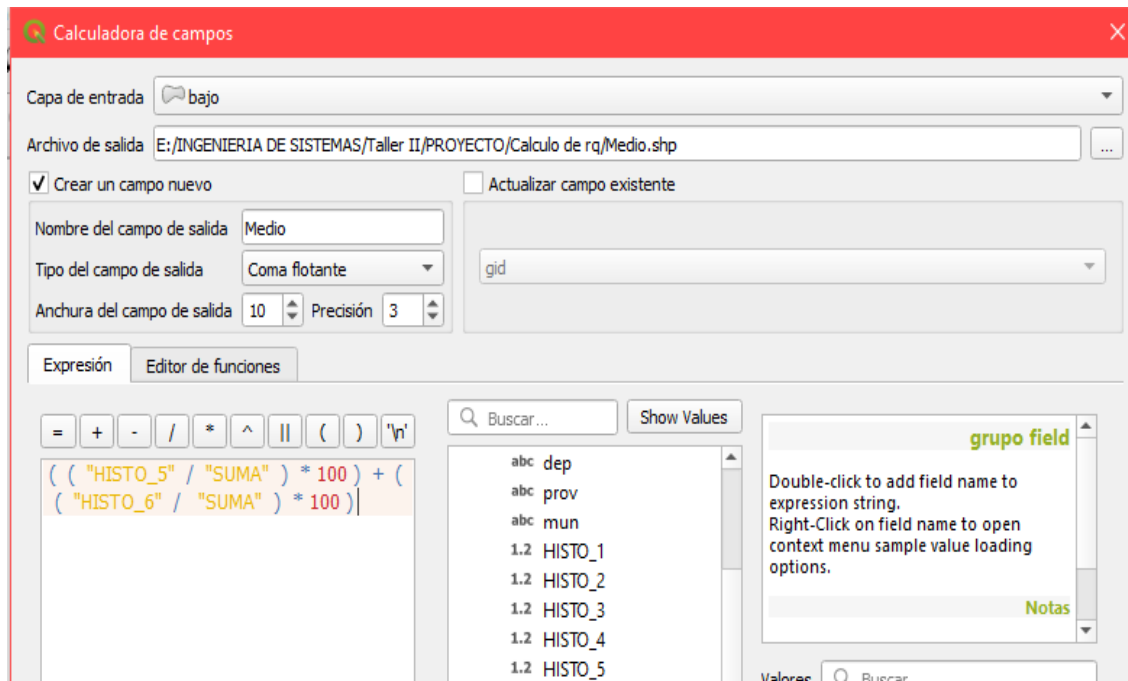 Calculadora de campos
Capa de entrada bajo
Archivo de salida E:/INGENIERIA DE SISTEMAS/Taller II/PROYECTO/Calculo de rq/Medio.shp ...
Crear un campo nuevo
Actualizar campo existente
Nombre del campo de salida Medio
Tipo del campo de salida Coma flotante
gid
Anchura del campo de salida 10 Precisión 3
Expresión Editor de funciones
= + - / * ^ || ( ) '\n'
( ( "HISTO_5" / "SUMA" ) * 100 ) + (
( "HISTO_6" / "SUMA" ) * 100 )
Buscar... Show Values
abc dep
abc prov
abc mun
1.2 HISTO_1
1.2 HISTO_2
1.2 HISTO_3
1.2 HISTO_4
1.2 HISTO_5
grupo field
Double-click to add field name to
expression string.
Right-Click on field name to open
context menu sample value loading
options.
Notas
Valores Buscar...